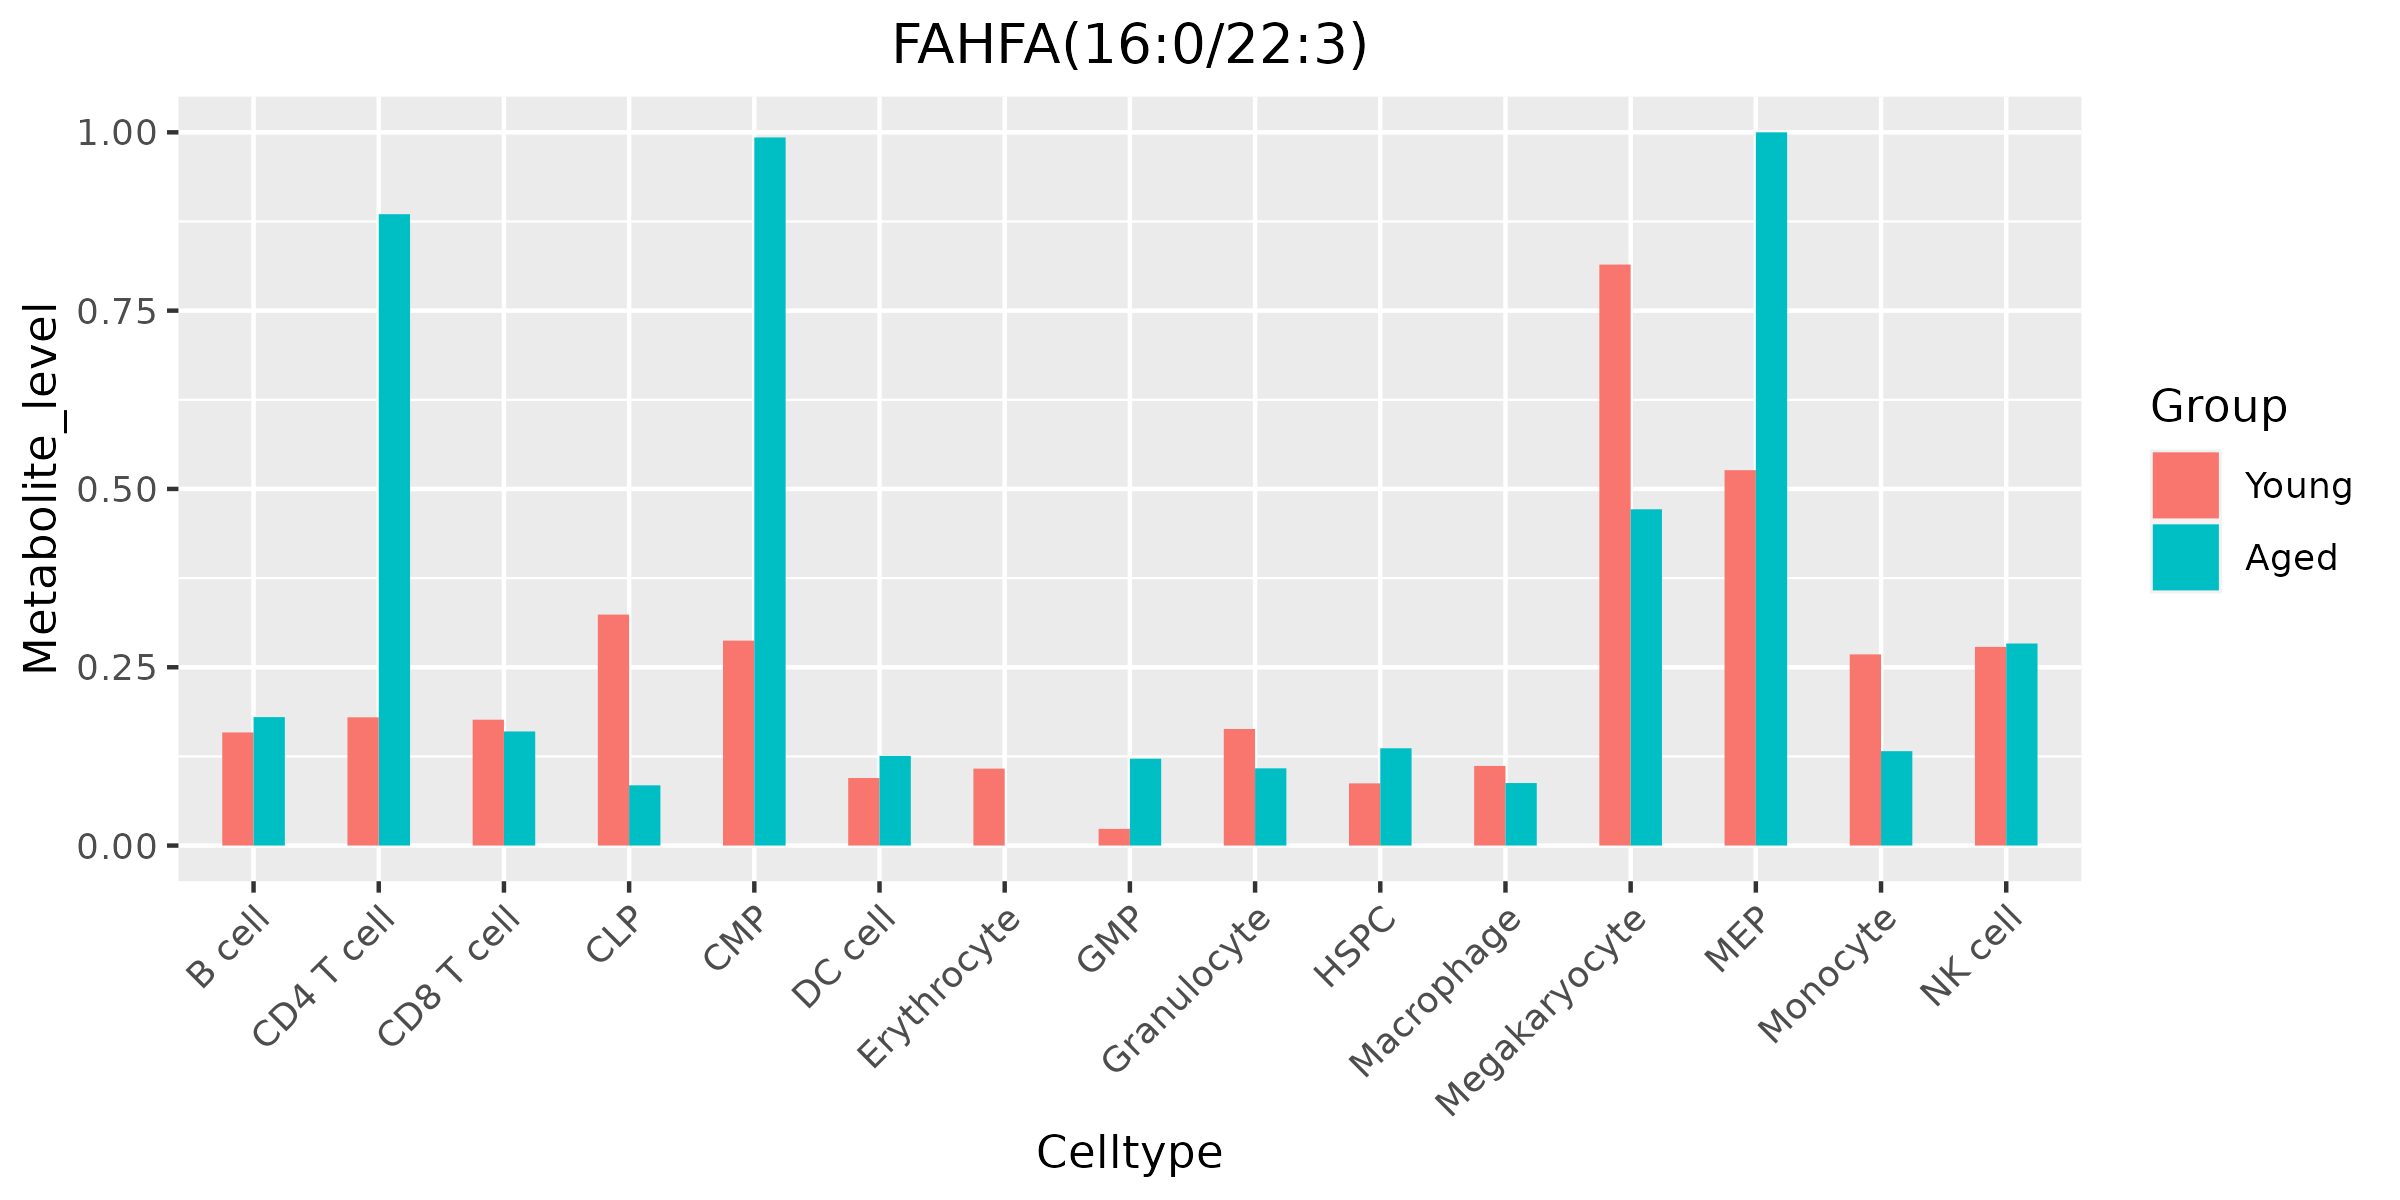 FAHFA(16:0/22:3)
Metabolite_level
1.00
0.75
0.50
0.25
0.00
B cell
CD4 T cell
CD8 T cell
CLP
CMP
DC cell
Erythrocyte
GMP
Granulocyte
HSPC
Macrophage
Megakaryocyte
MEP
Monocyte
NK cell
Celltype
Group
Young
Aged